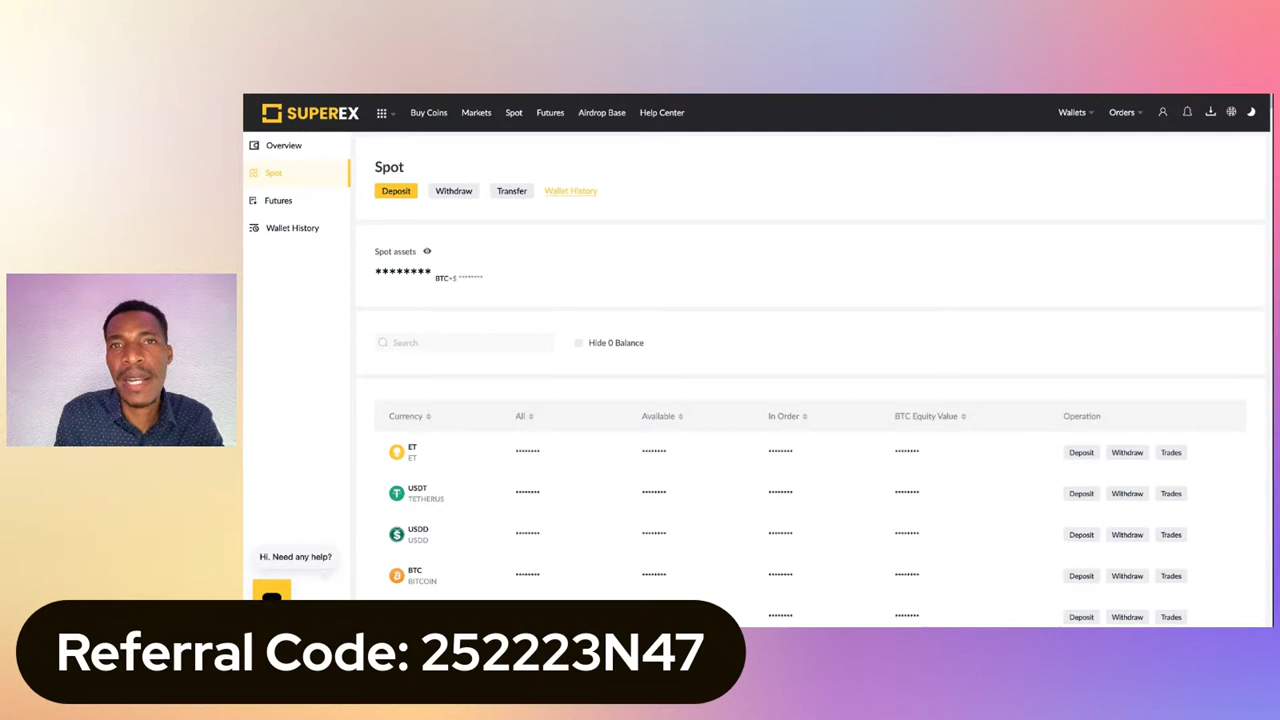 SUPEREX
Buy Coins Markets Spot Futures Airdrop Base Help Center Wallets Orders
Overview
Spot
Futures
Wallet History
Spot
Deposit Withdraw Transfer Wallet History
Spot assets
******** BTC≈$ ********
Search Hide 0 Balance
Currency All Available In Order BTC Equity Value Operation
ET
ET
******** ******** ******** ******** Deposit Withdraw Trades
USDT
TETHERUS
******** ******** ******** ******** Deposit Withdraw Trades
USDD
USDD
******** ******** ******** ******** Deposit Withdraw Trades
BTC
BITCOIN
******** ******** ******** ******** Deposit Withdraw Trades
******** ******** Deposit Withdraw Trades
Hi. Need any help?
Referral Code: 252223N47